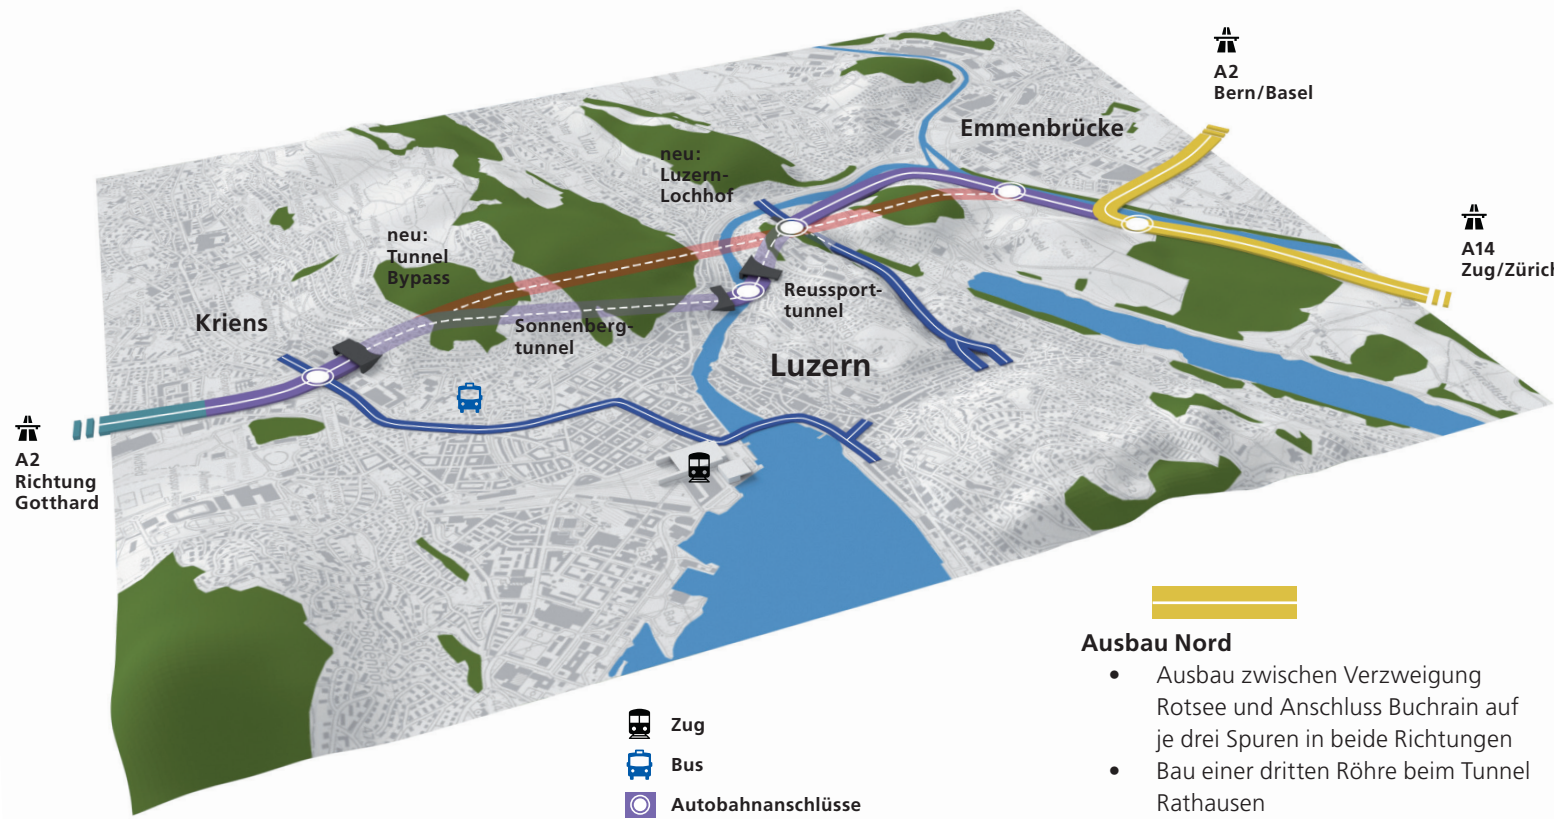 A2
Bern/Basel
Emmenbrücke
neu:
Luzern-
Lochhof
A14
Zug/Zürich
neu:
Tunnel
Bypass
Reussport-
tunnel
Kriens
Sonnenberg-
tunnel
Luzern
A2
Richtung
Gotthard
Zug
Bus
Autobahnanschlüsse
Ausbau Nord
• Ausbau zwischen Verzweigung
Rotsee und Anschluss Buchrain auf
je drei Spuren in beide Richtungen
• Bau einer dritten Röhre beim Tunnel
Rathausen